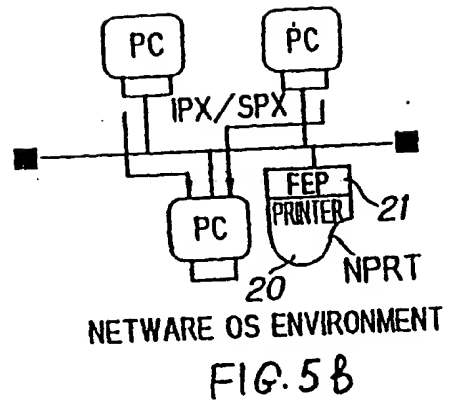 PC
PC
IPX/SPX
FEP
PRINTER
21
PC
20
NPRT
NETWARE OS ENVIRONMENT
FIG. 5B